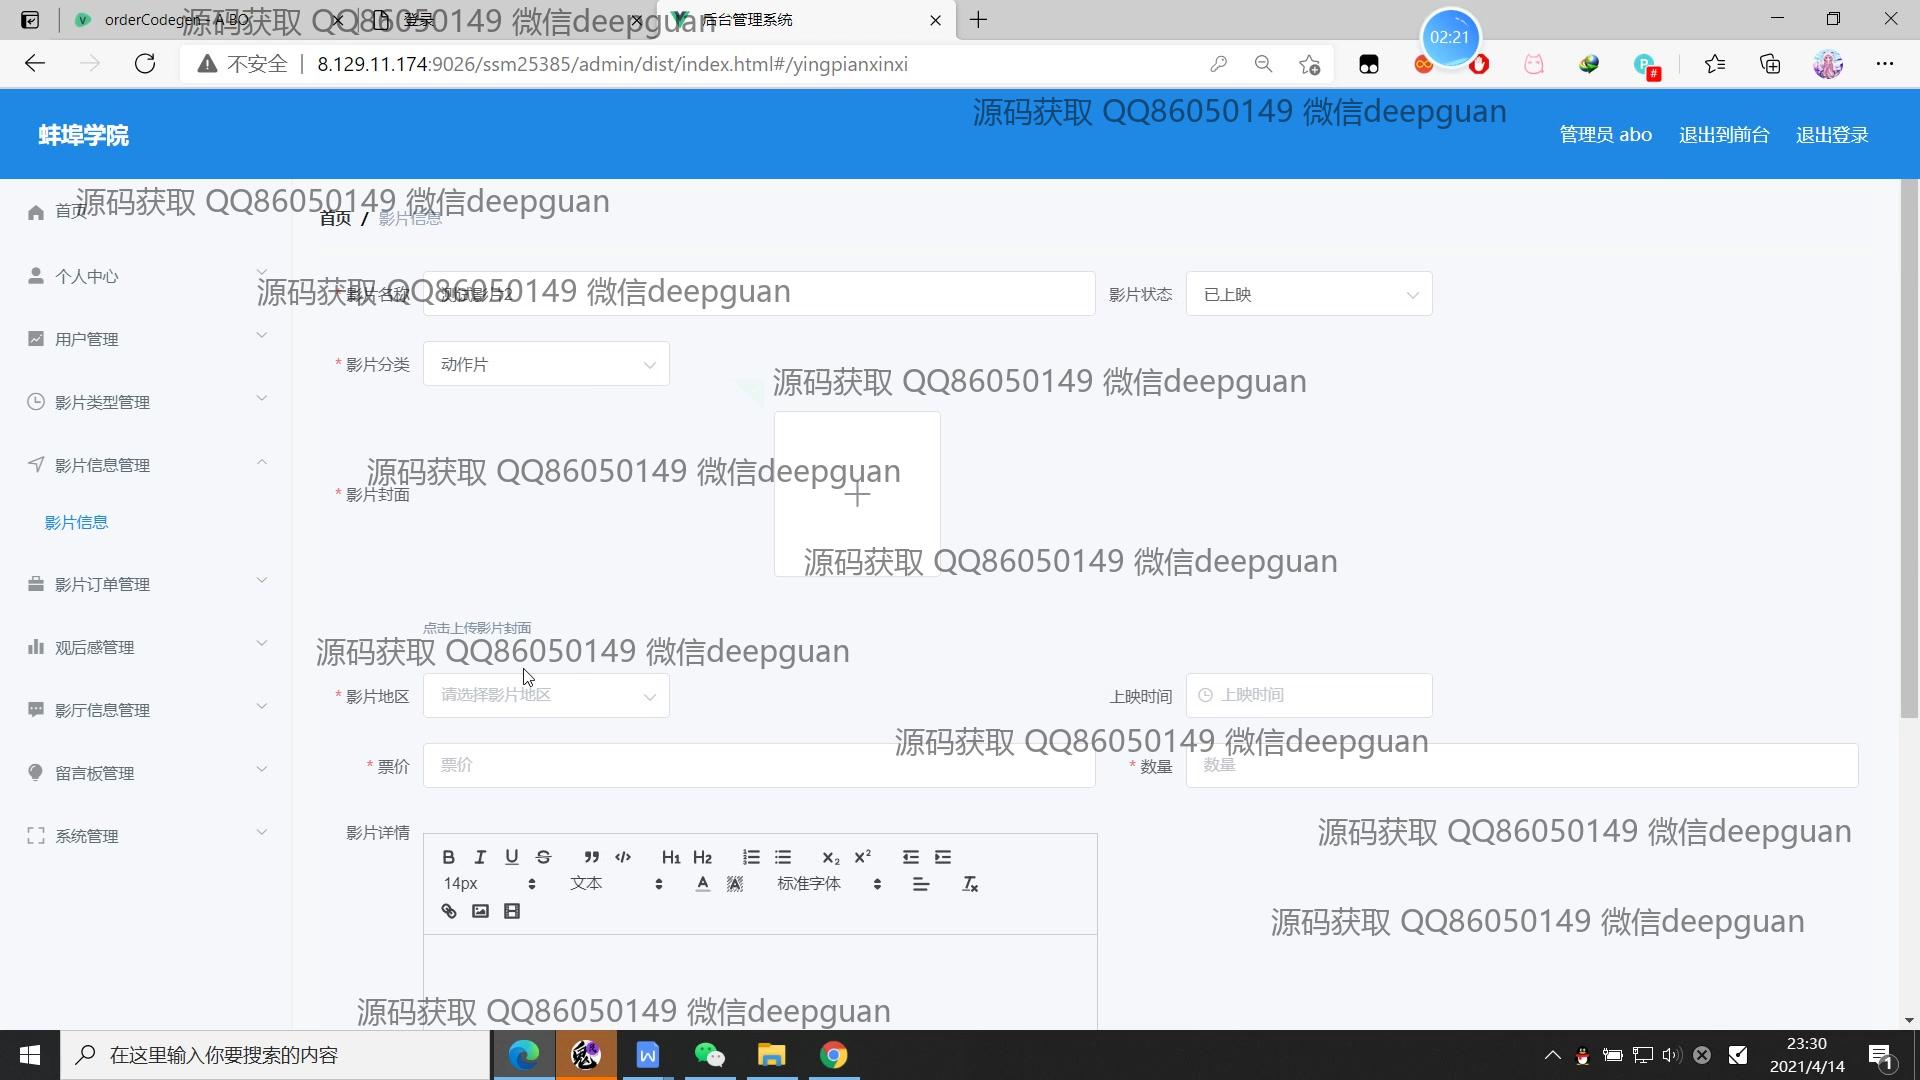 orderCodegen - A BO
登录
后台管理系统
02:21
不安全
8.129.11.174:9026/ssm25385/admin/dist/index.html#/yingpianxinxi
源码获取 QQ86050149 微信deepguan
源码获取 QQ86050149 微信deepguan
蚌埠学院
管理员 abo
退出到前台
退出登录
源码获取 QQ86050149 微信deepguan
首页
首页 / 影片信息
个人中心
源码获取 QQ86050149 微信deepguan
* 影片名称
测试影片2
影片状态
已上映
用户管理
* 影片分类
动作片
源码获取 QQ86050149 微信deepguan
影片类型管理
影片信息管理
源码获取 QQ86050149 微信deepguan
* 影片封面
影片信息
源码获取 QQ86050149 微信deepguan
影片订单管理
点击上传影片封面
观后感管理
源码获取 QQ86050149 微信deepguan
* 影片地区
请选择影片地区
上映时间
上映时间
影厅信息管理
源码获取 QQ86050149 微信deepguan
* 票价
票价
* 数量
数量
留言板管理
系统管理
影片详情
源码获取 QQ86050149 微信deepguan
B I U S H1 H2 X2 X2
14px
文本
A
A
标准字体
Tx
源码获取 QQ86050149 微信deepguan
源码获取 QQ86050149 微信deepguan
在这里输入你要搜索的内容
23:30
2021/4/14
1